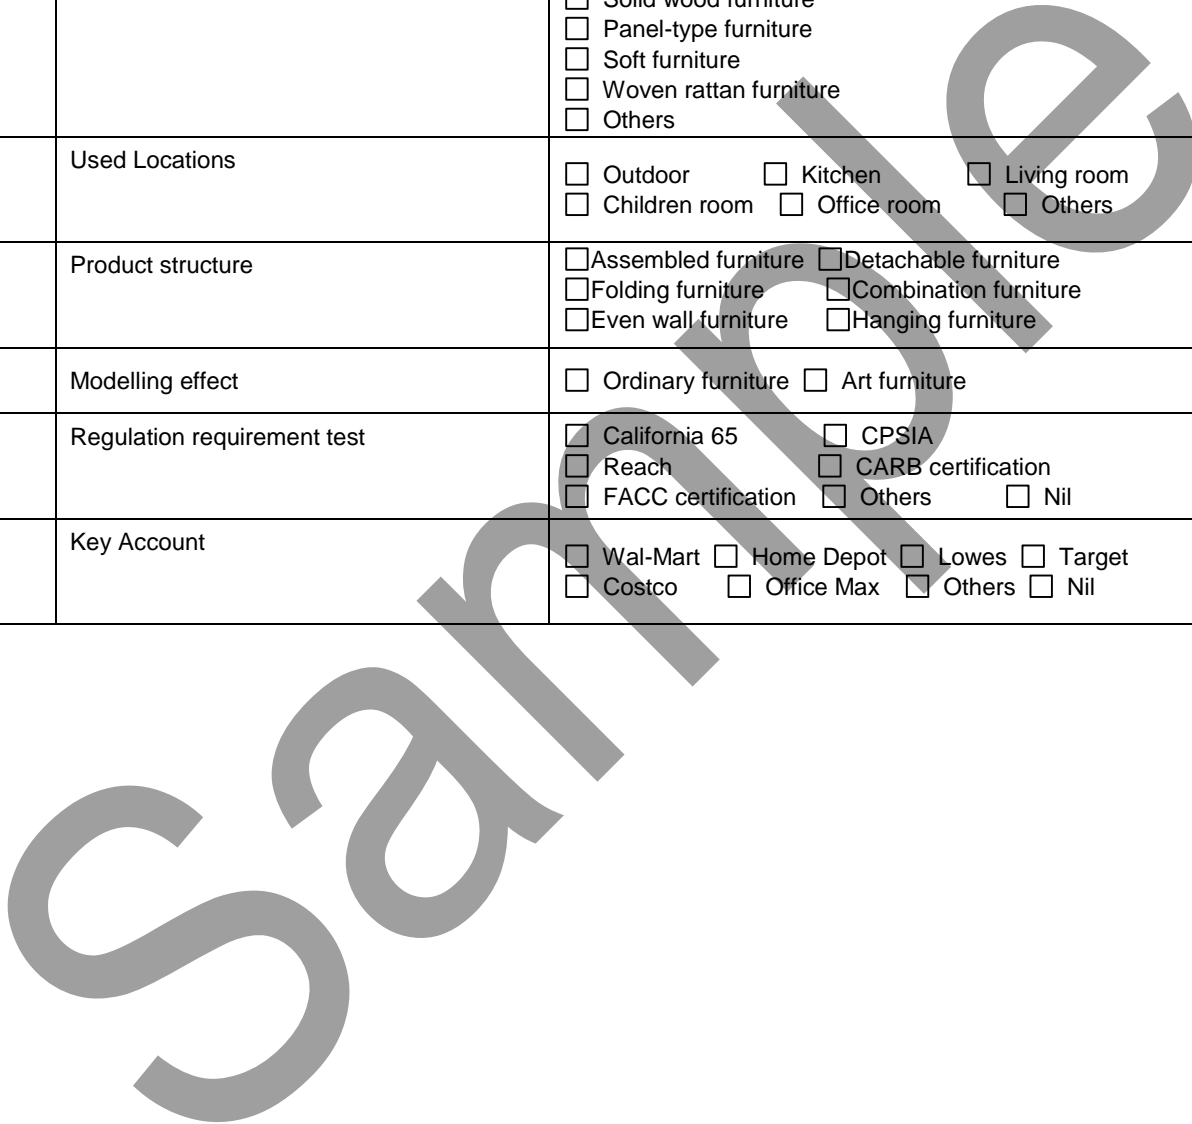 ☐ Solid wood furniture
☐ Panel-type furniture
☐ Soft furniture
☐ Woven rattan furniture
☐ Others
Used Locations
☐ Outdoor ☐ Kitchen ☐ Living room
☐ Children room ☐ Office room ☐ Others
Product structure
☐Assembled furniture ☐Detachable furniture
☐Folding furniture ☐Combination furniture
☐Even wall furniture ☐Hanging furniture
Modelling effect
☐ Ordinary furniture ☐ Art furniture
Regulation requirement test
☐ California 65 ☐ CPSIA
☐ Reach ☐ CARB certification
☐ FACC certification ☐ Others ☐ Nil
Key Account
☐ Wal-Mart ☐ Home Depot ☐ Lowes ☐ Target
☐ Costco ☐ Office Max ☐ Others ☐ Nil
Sample